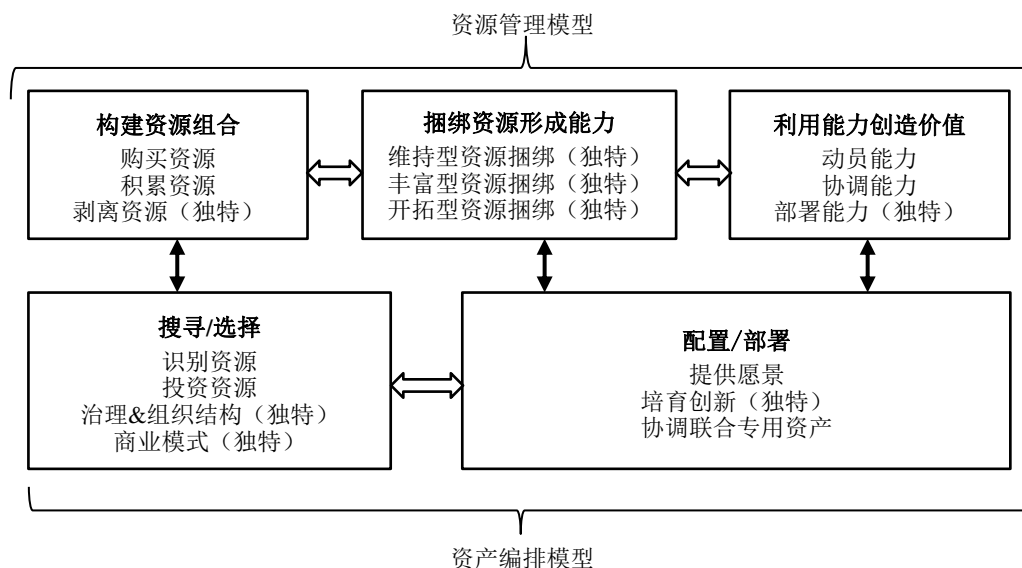 资源管理模型
构建资源组合
购买资源
积累资源
剥离资源（独特）
捆绑资源形成能力
维持型资源捆绑（独特）
丰富型资源捆绑（独特）
开拓型资源捆绑（独特）
利用能力创造价值
动员能力
协调能力
部署能力（独特）
搜寻/选择
识别资源
投资资源
治理&组织结构（独特）
商业模式（独特）
配置/部署
提供愿景
培育创新（独特）
协调联合专用资产
资产编排模型